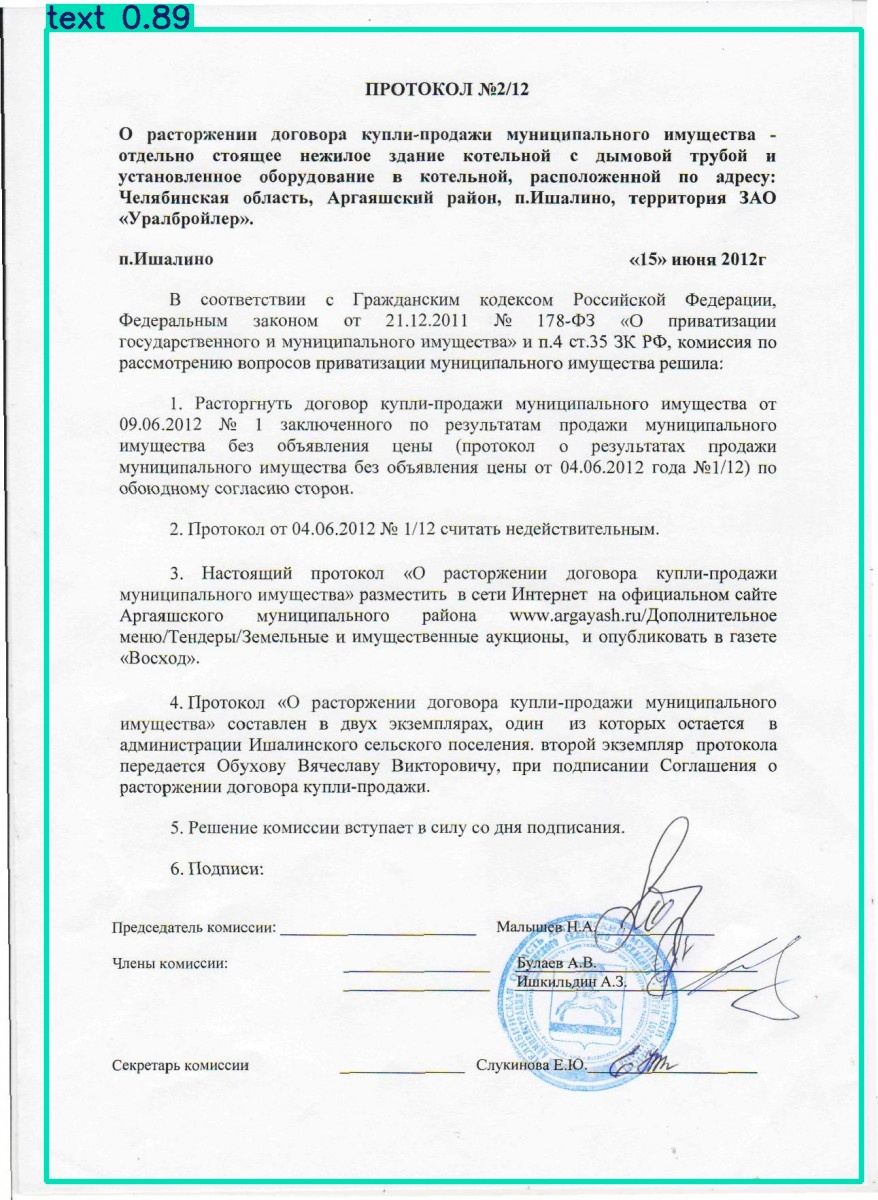 text 0.89
ПРОТОКОЛ №2/12
О расторжении договора купли-продажи муниципального имущества -
отдельно стоящее нежилое здание котельной с дымовой трубой и
установленное оборудование в котельной, расположенной по адресу:
Челябинская область, Аргаяшский район, п.Ишалино, территория ЗАО
«Уралбройлер».
п.Ишалино «15» июня 2012г
В соответствии с Гражданским кодексом Российской Федерации,
Федеральным законом от 21.12.2011 № 178-ФЗ «О приватизации
государственного и муниципального имущества» и п.4 ст.35 ЗК РФ, комиссия по
рассмотрению вопросов приватизации муниципального имущества решила:
1. Расторгнуть договор купли-продажи муниципального имущества от
09.06.2012 № 1 заключенного по результатам продажи муниципального
имущества без объявления цены (протокол о результатах продажи
муниципального имущества без объявления цены от 04.06.2012 года №1/12) по
обоюдному согласию сторон.
2. Протокол от 04.06.2012 № 1/12 считать недействительным.
3. Настоящий протокол «О расторжении договора купли-продажи
муниципального имущества» разместить в сети Интернет на официальном сайте
Аргаяшского муниципального района www.argayash.ru/Дополнительное
меню/Тендеры/Земельные и имущественные аукционы, и опубликовать в газете
«Восход».
4. Протокол «О расторжении договора купли-продажи муниципального
имущества» составлен в двух экземплярах, один из которых остается в
администрации Ишалинского сельского поселения. второй экземпляр протокола
передается Обухову Вячеславу Викторовичу, при подписании Соглашения о
расторжении договора купли-продажи.
5. Решение комиссии вступает в силу со дня подписания.
6. Подписи:
Председатель комиссии: Малышев Н.А.
Члены комиссии: Булаев А.В.
Ишкильдин А.З.
Секретарь комиссии Слукинова Е.Ю.